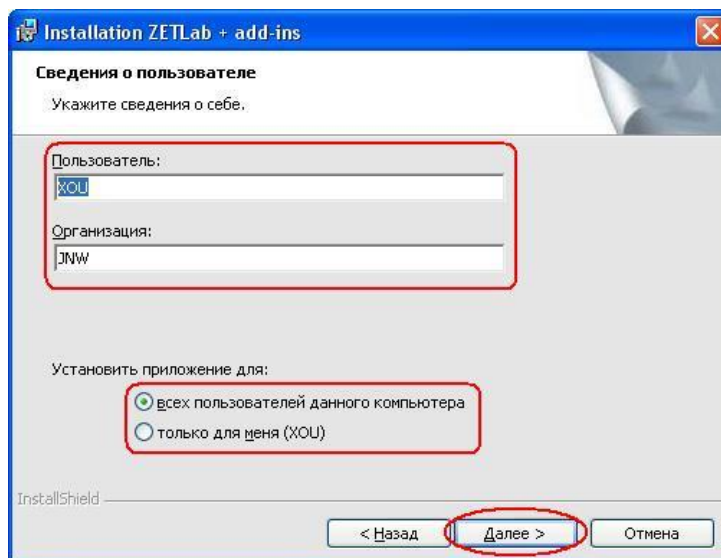 Installation ZETLab + add-ins
Сведения о пользователе
Укажите сведения о себе.
Пользователь:
XOU
Организация:
JNW
Установить приложение для:
всех пользователей данного компьютера
только для меня (XOU)
InstallShield
< Назад
Далее >
Отмена